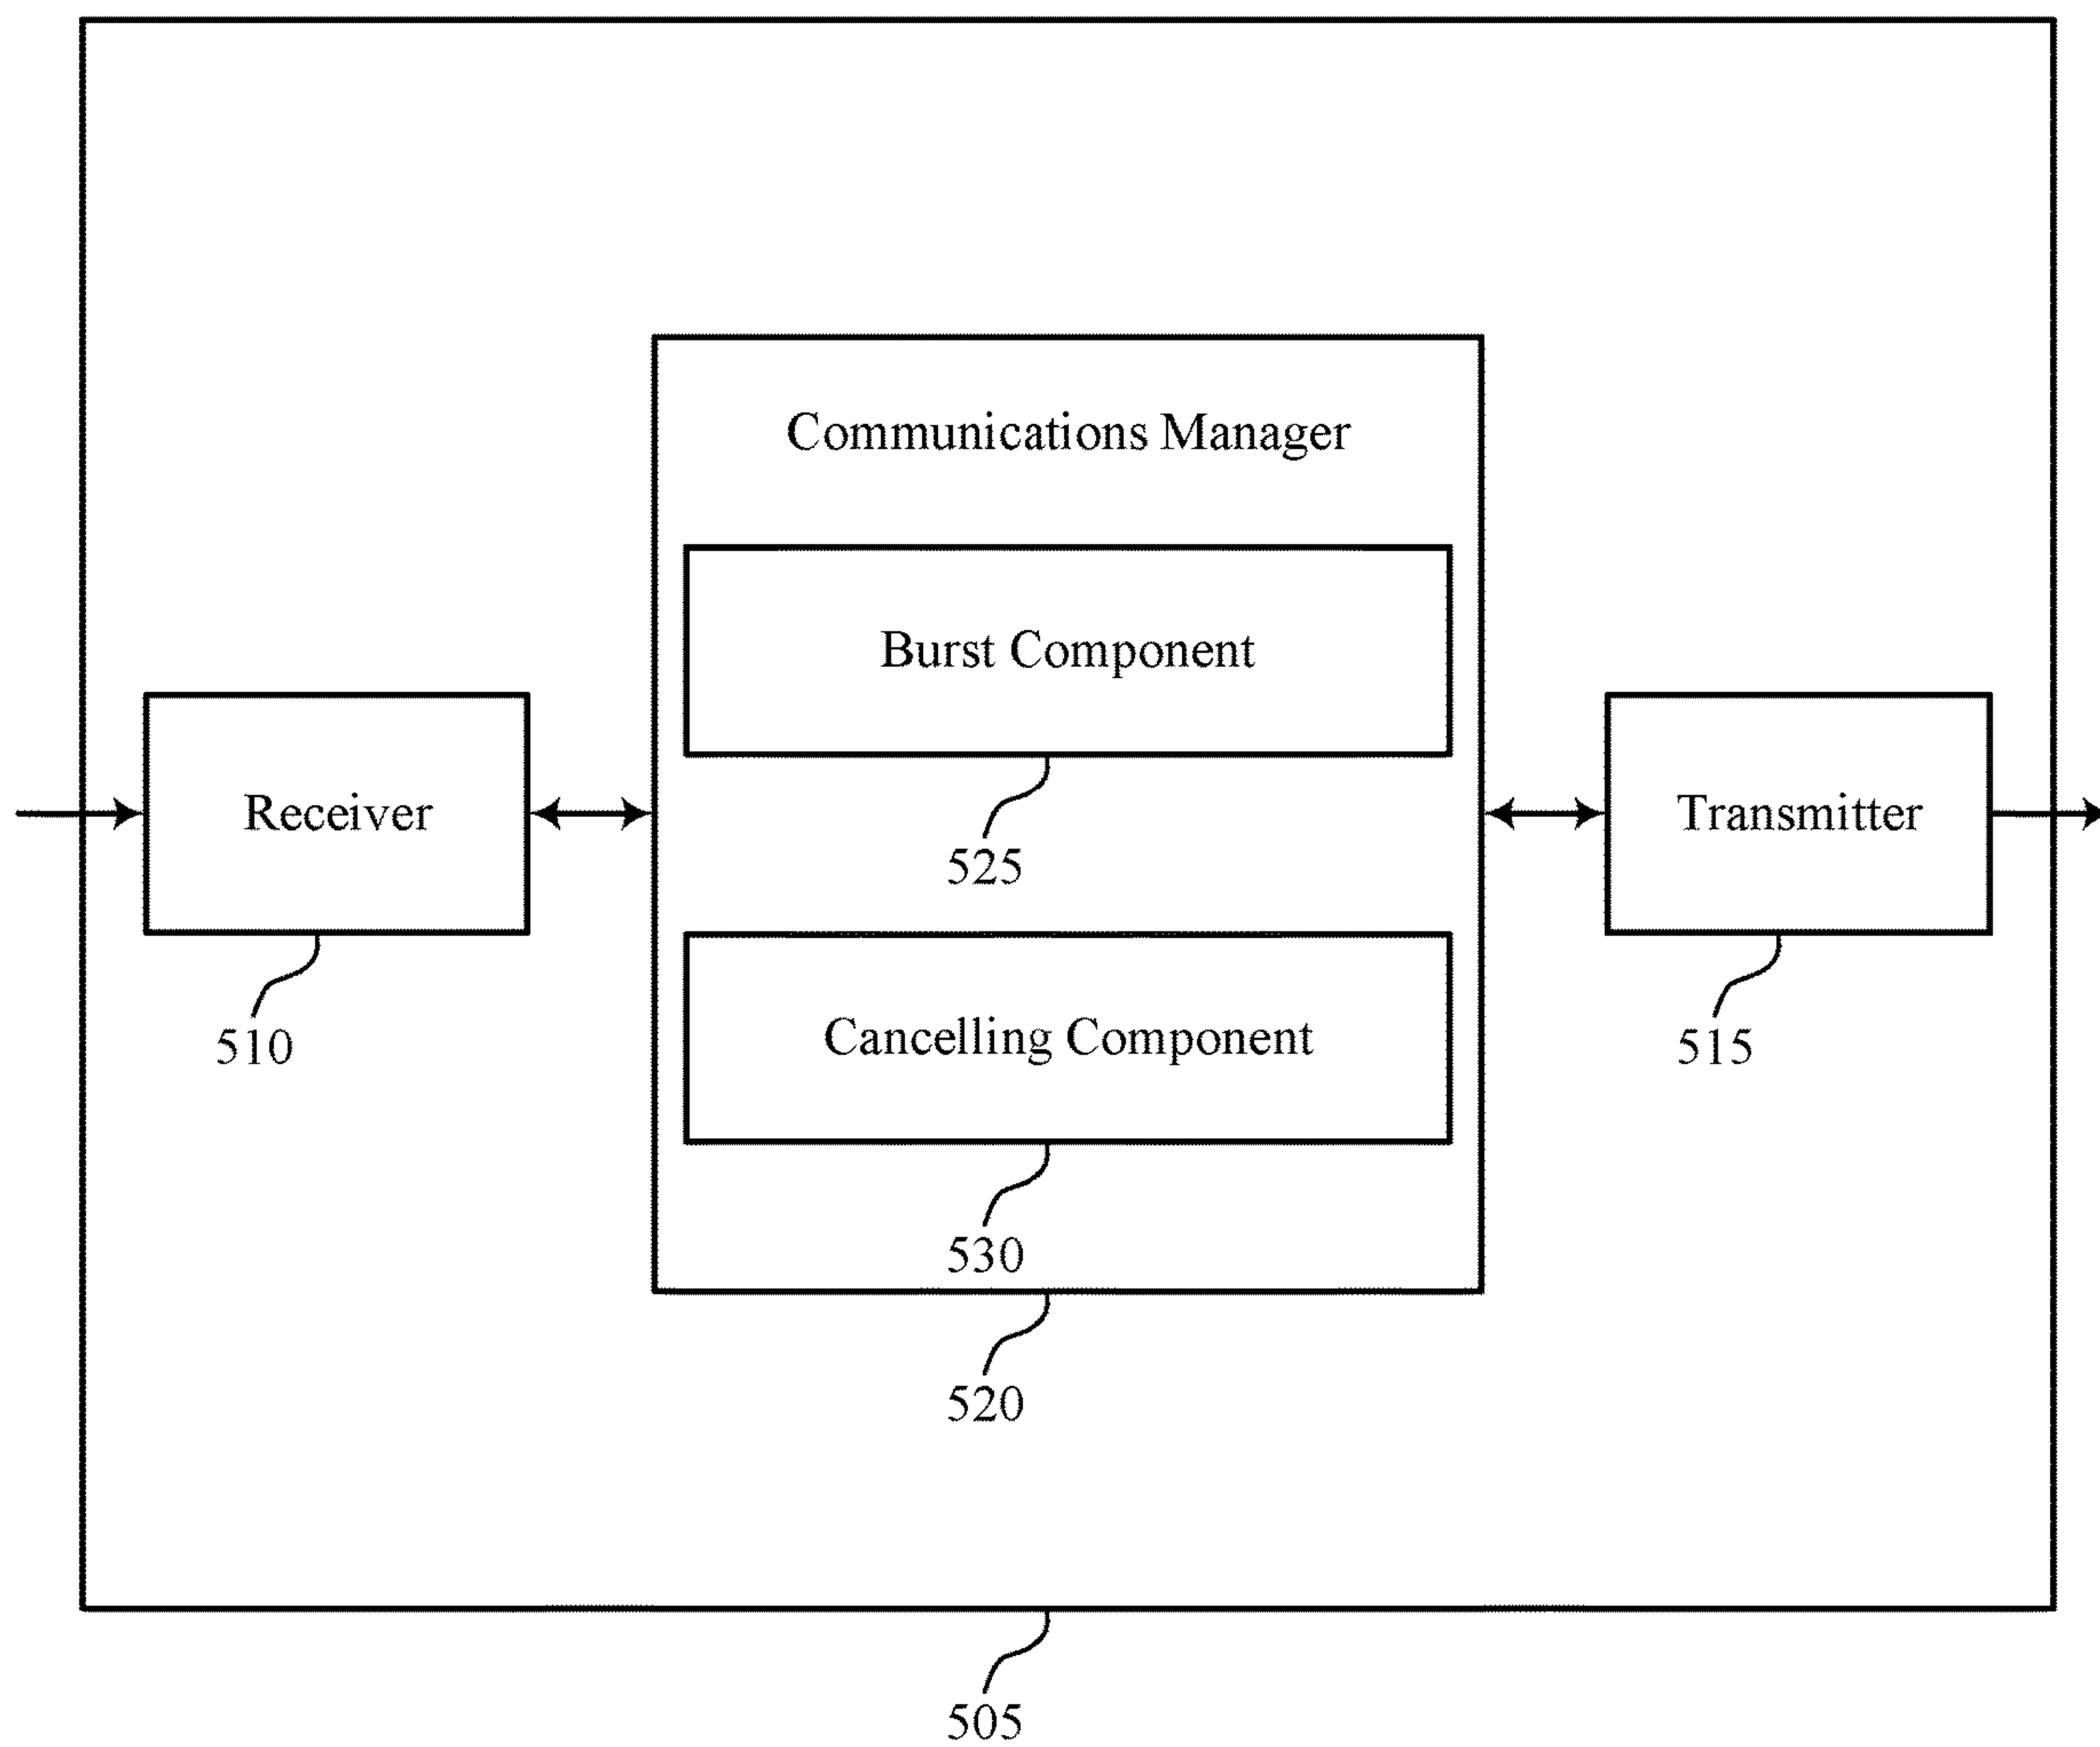 Communications Manager
Burst Component
525
Receiver
510
Transmitter
515
Cancelling Component
530
520
505